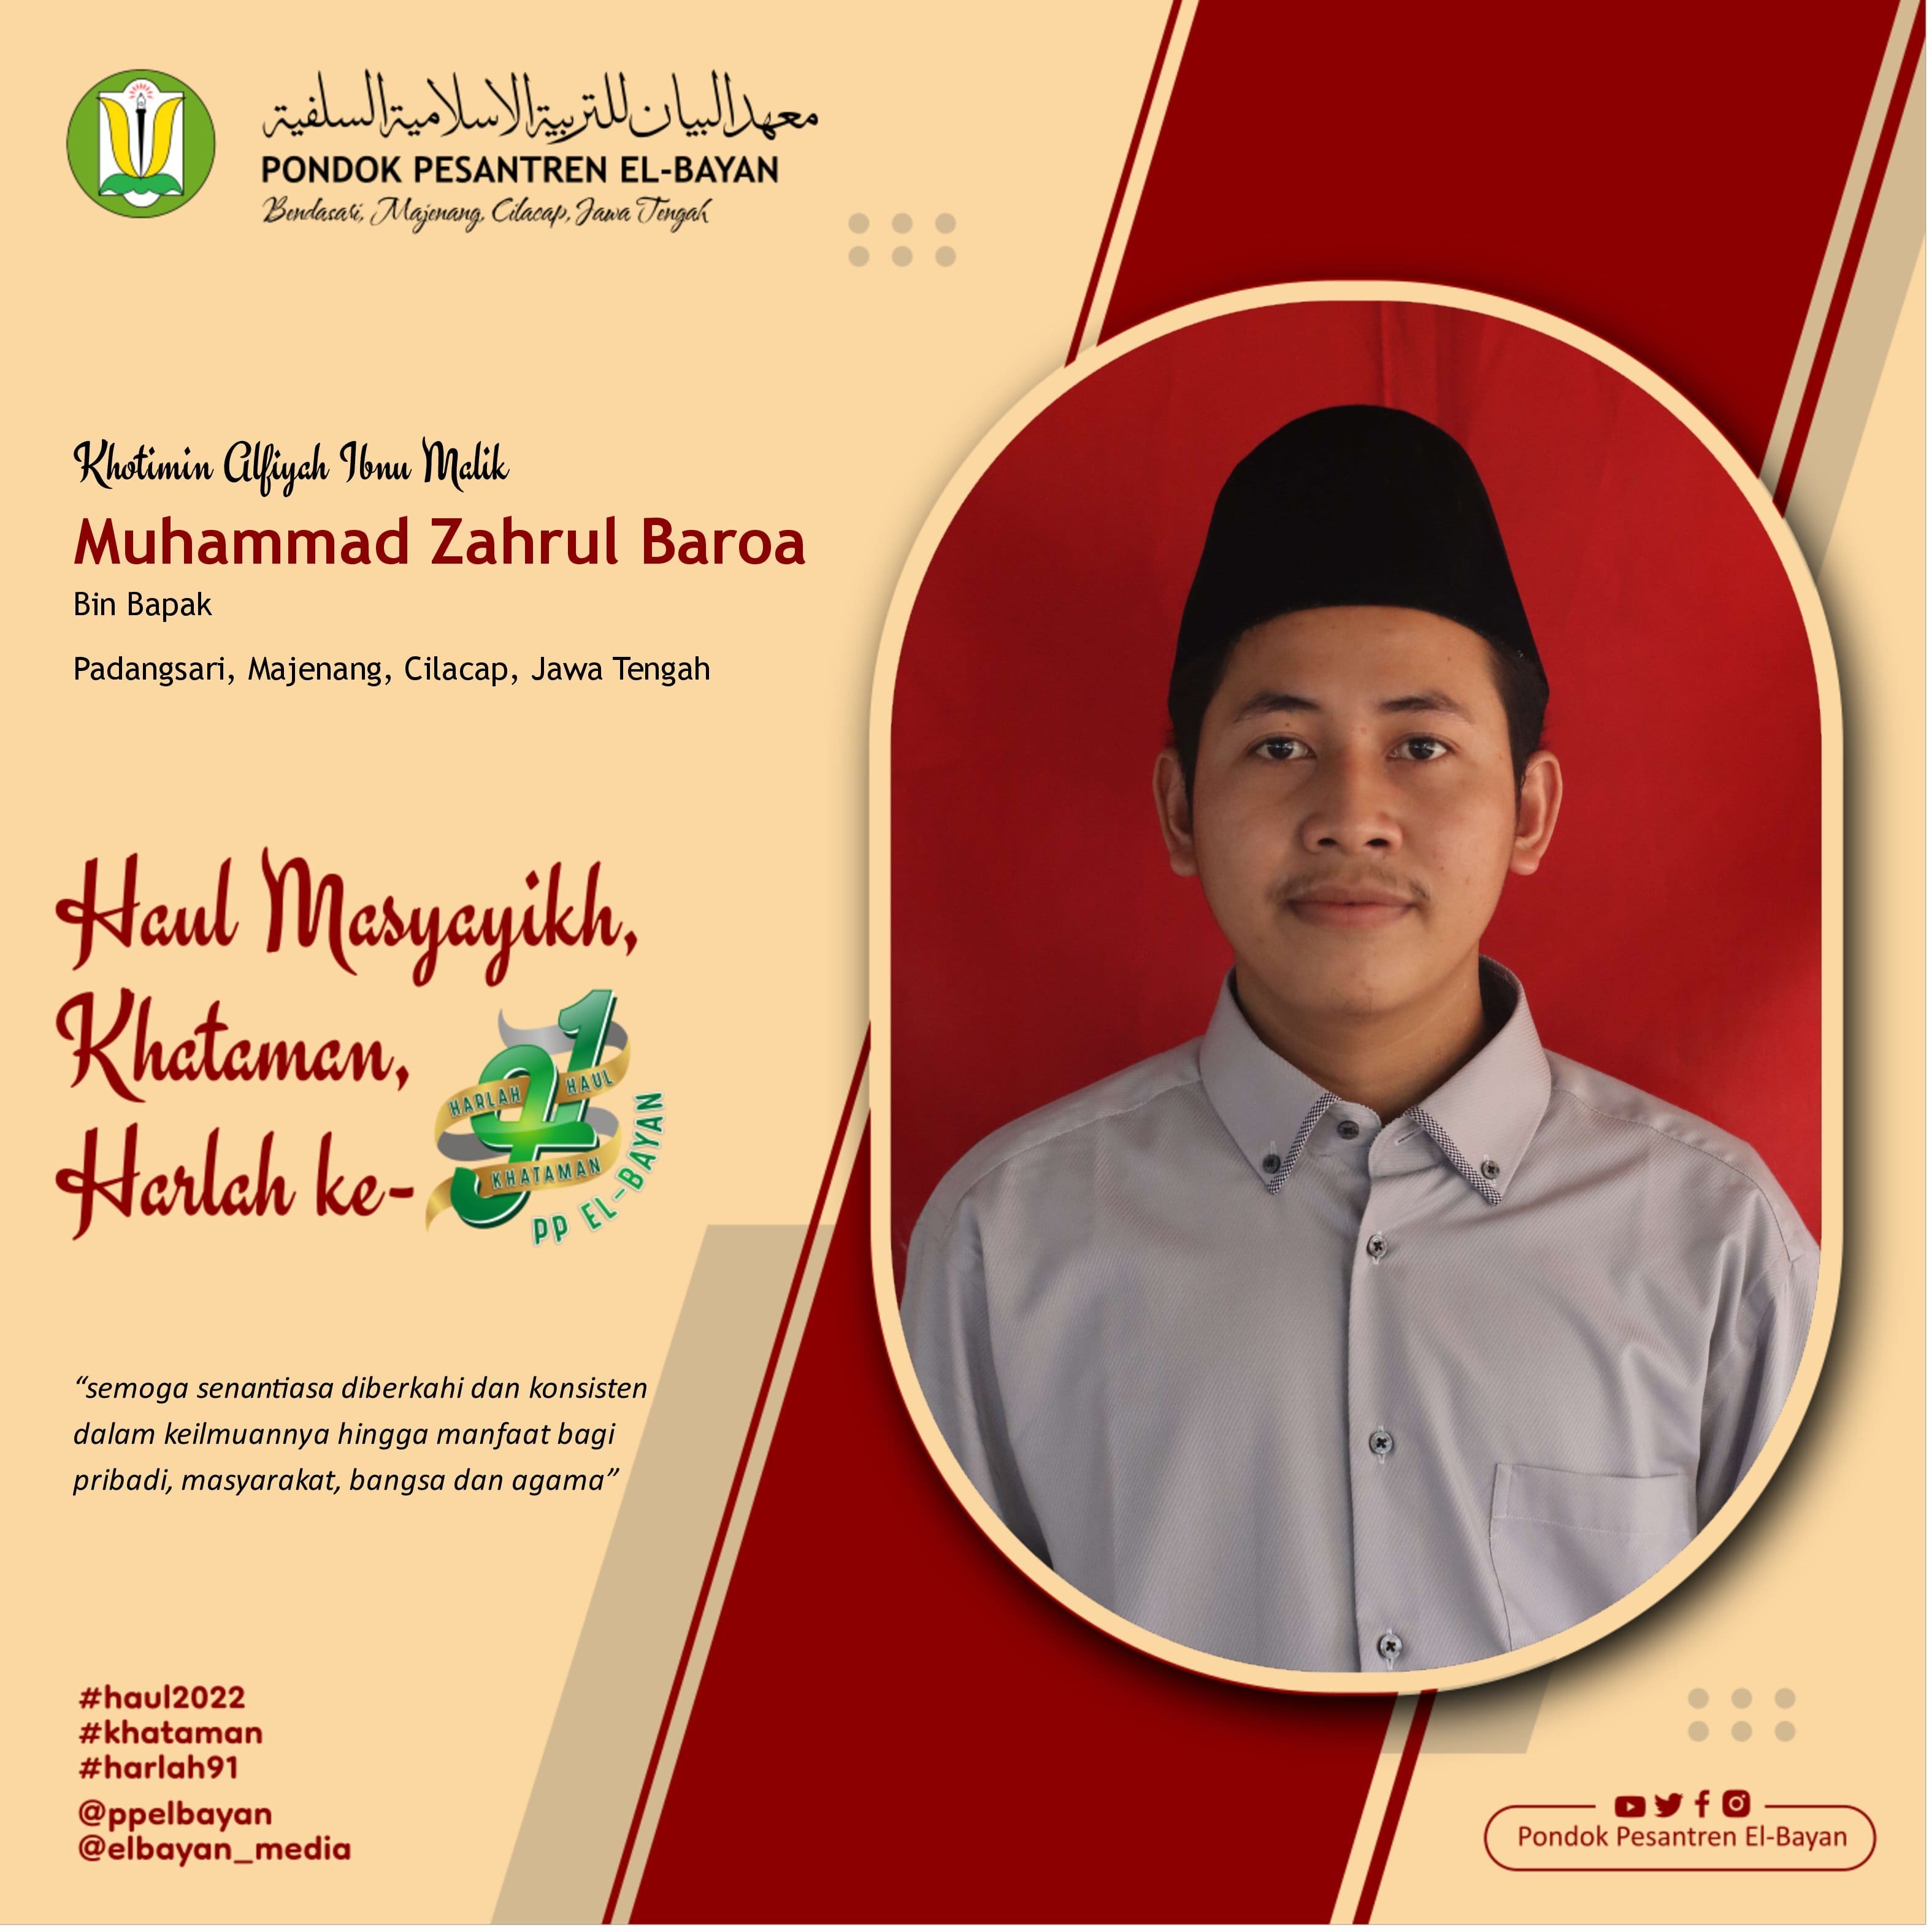 معهد البيان للتربية الاسلامية السلفية
PONDOK PESANTREN EL-BAYAN
Bendasari, Majenang, Cilacap, Jawa Tengah
Khotimin Alfiyah Ibnu Malik
Muhammad Zahrul Baroa
Bin Bapak
Padangsari, Majenang, Cilacap, Jawa Tengah
Haul Masyayikh,
Khataman,
Harlah ke-
91
HARLAH HAUL
KHATAMAN
PP EL-BAYAN
“semoga senantiasa diberkahi dan konsisten
dalam keilmuannya hingga manfaat bagi
pribadi, masyarakat, bangsa dan agama”
#haul2022
#khataman
#harlah91
@ppelbayan
@elbayan_media
Pondok Pesantren El-Bayan